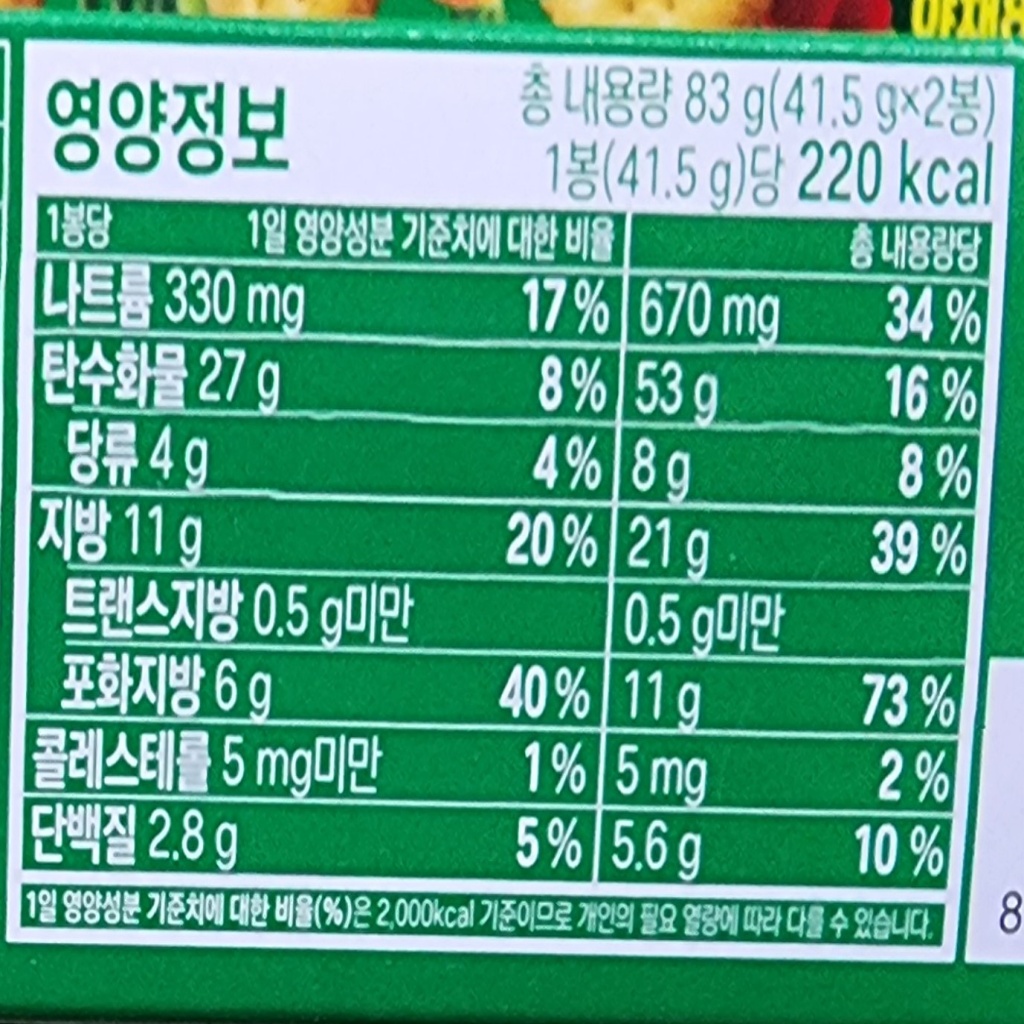 영양정보
총 내용량 83 g(41.5 g×2봉)
1봉(41.5 g)당 220 kcal
1봉당 1일 영양성분 기준치에 대한 비율 총 내용량당
나트륨 330 mg 17% 670 mg 34 %
탄수화물 27 g 8% 53 g 16 %
당류 4 g 4% 8 g 8 %
지방 11 g 20% 21 g 39 %
트랜스지방 0.5 g미만 0.5 g미만
포화지방 6 g 40% 11 g 73 %
콜레스테롤 5 mg미만 1% 5 mg 2 %
단백질 2.8 g 5% 5.6 g 10 %
1일 영양성분 기준치에 대한 비율(%)은 2,000kcal 기준이므로 개인의 필요 열량에 따라 다를 수 있습니다.
8